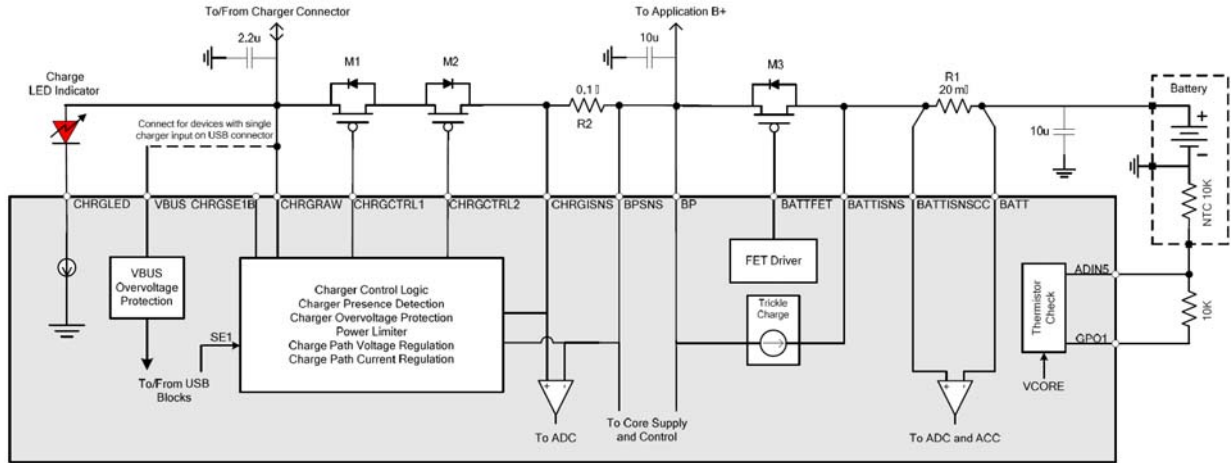 To/From Charger Connector
To Application B+
2.2u
10u
M1
M2
M3
R1
20 m▯
Charge
LED Indicator
0.1▯
R2
Battery
+
-
Connect for devices with single
charger input on USB connector
10u
NTC 10K
CHRGLED
VBUS
CHRGSE1B
CHRGRAW
CHRGCTRL1
CHRGCTRL2
CHRGISNS
BPSNS
BP
BATTFET
BATTISNS
BATTISNSCC
BATT
VBUS
Overvoltage
Protection
Charger Control Logic
Charger Presence Detection
Charger Overvoltage Protection
Power Limiter
Charge Path Voltage Regulation
Charge Path Current Regulation
FET Driver
Trickle
Charge
Thermistor
Check
ADIN5
10K
GPO1
SE1
VCORE
To/From USB
Blocks
+ -
+ -
To ADC
To Core Supply
and Control
To ADC and ACC